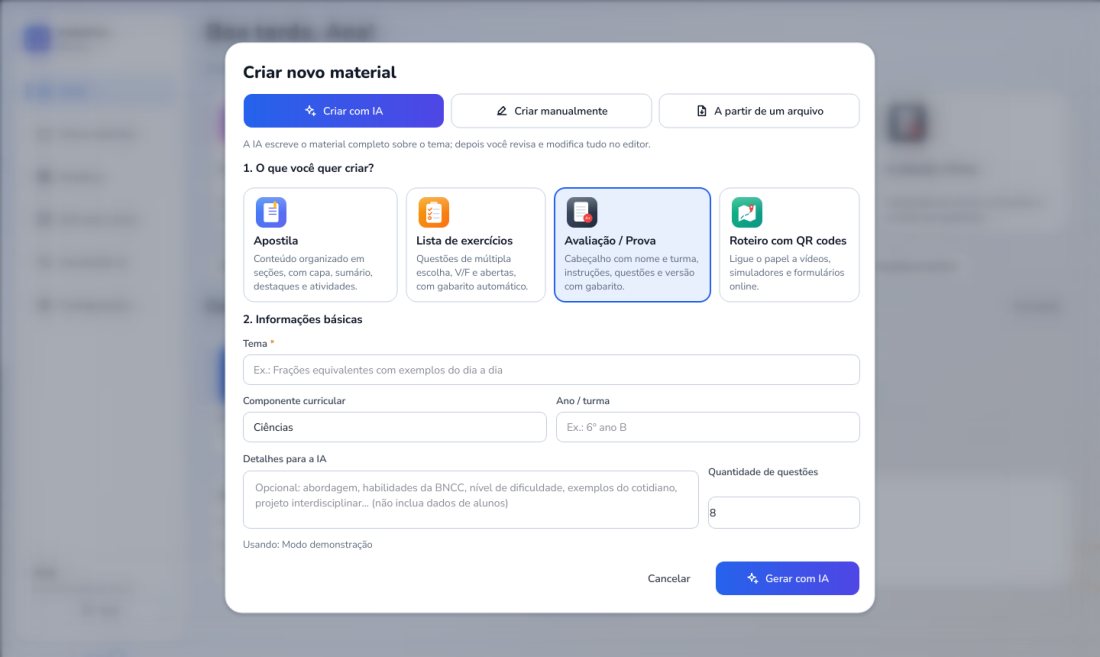 Criar novo material
Criar com IA
Criar manualmente
A partir de um arquivo
A IA escreve o material completo sobre o tema; depois você revisa e modifica tudo no editor.
1. O que você quer criar?
Apostila
Conteúdo organizado em
seções, com capa, sumário,
destaques e atividades.
Lista de exercícios
Questões de múltipla
escolha, V/F e abertas,
com gabarito automático.
Avaliação / Prova
Cabeçalho com nome e turma,
instruções, questões e versão
com gabarito.
Roteiro com QR codes
Ligue o papel a vídeos,
simuladores e formulários
online.
2. Informações básicas
Tema *
Ex.: Frações equivalentes com exemplos do dia a dia
Componente curricular
Ano / turma
Ciências
Ex.: 6º ano B
Detalhes para a IA
Quantidade de questões
Opcional: abordagem, habilidades da BNCC, nível de dificuldade, exemplos do cotidiano,
projeto interdisciplinar... (não inclua dados de alunos)
8
Usando: Modo demonstração
Cancelar
Gerar com IA